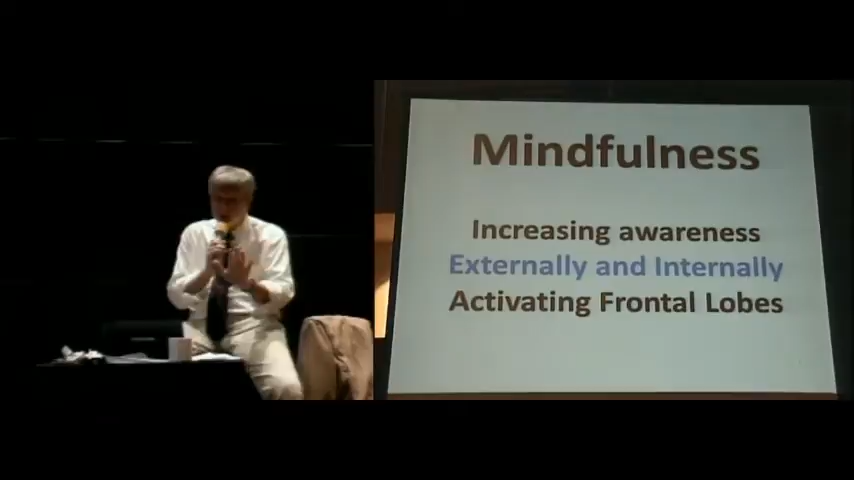 Mindfulness
Increasing awareness
Externally and Internally
Activating Frontal Lobes